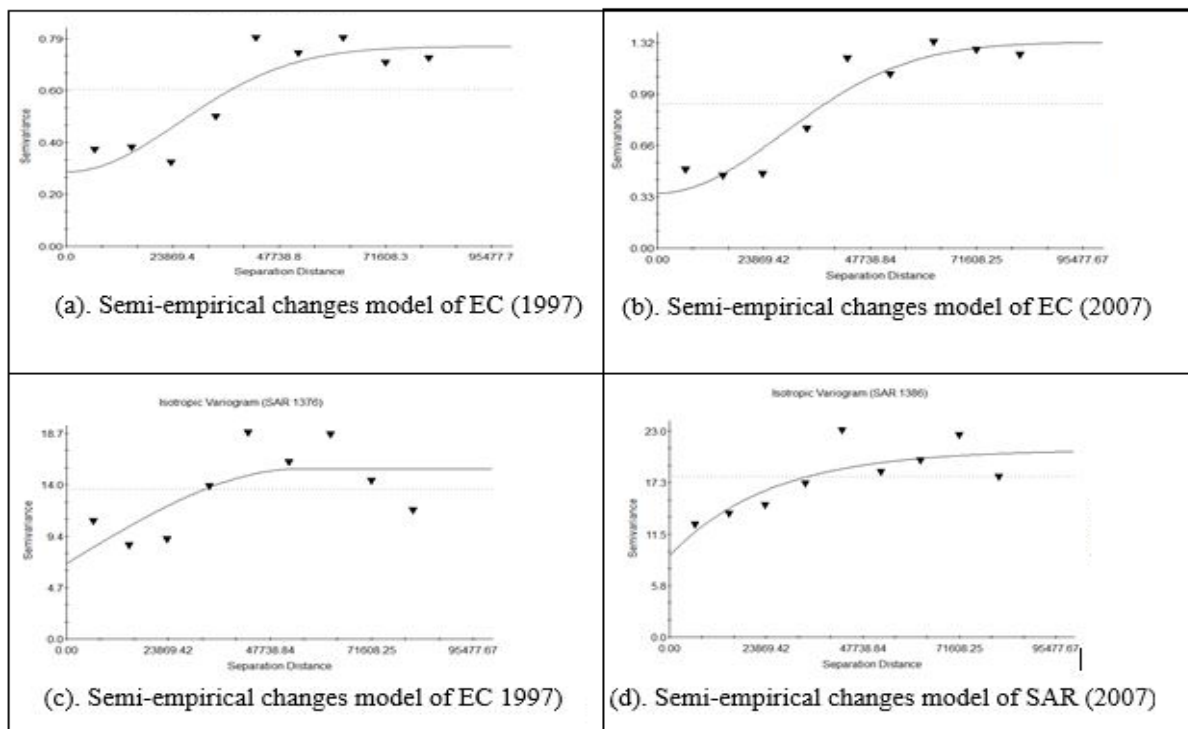 0.79
0.60
0.40
0.20
0.00
Semivariance
0.0 23869.4 47738.8 71608.3 95477.7
Separation Distance
(a). Semi-empirical changes model of EC (1997)
1.32
0.99
0.66
0.33
0.00
Semivariance
0.00 23869.42 47738.84 71608.25 95477.67
Separation Distance
(b). Semi-empirical changes model of EC (2007)
Isotropic Variogram (SAR 1376)
18.7
14.0
9.4
4.7
0.0
Semivariance
0.00 23869.42 47738.84 71608.25 95477.67
Separation Distance
(c). Semi-empirical changes model of EC 1997)
Isotropic Variogram (SAR 1386)
23.0
17.3
11.5
5.8
0.0
Semivariance
0.00 23869.42 47738.84 71608.25 95477.67
Separation Distance
(d). Semi-empirical changes model of SAR (2007)